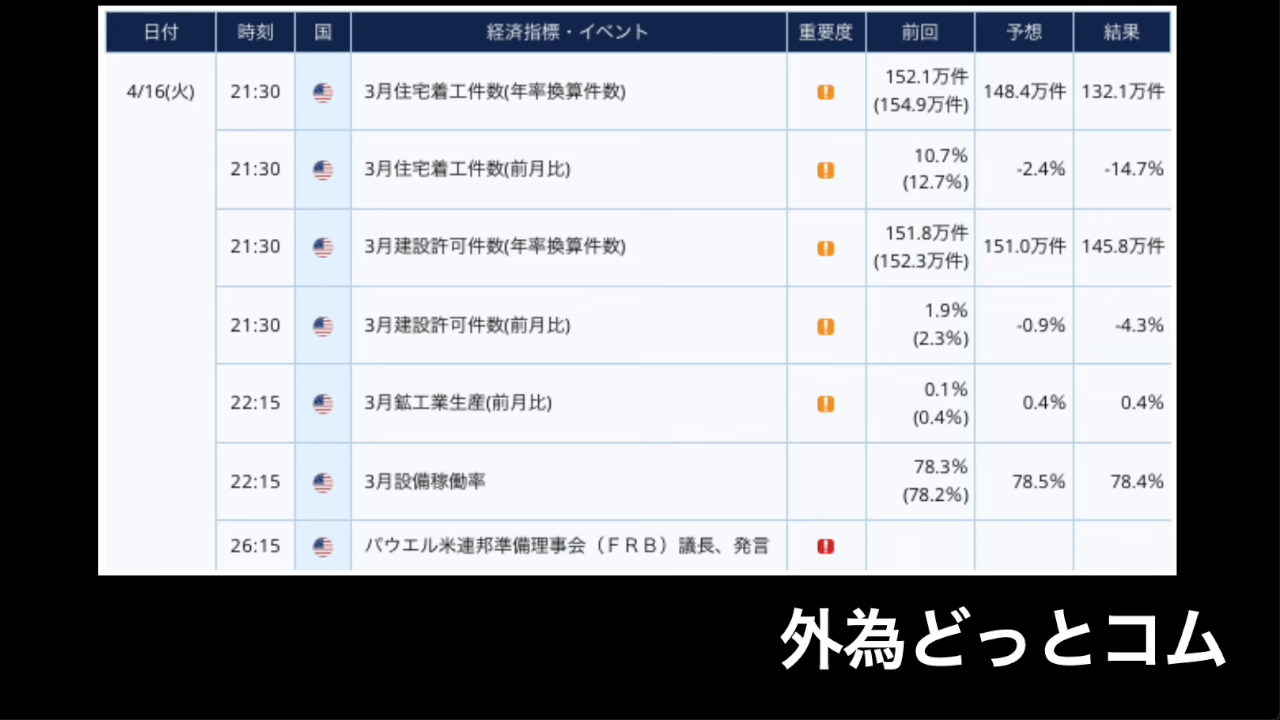 日付 時刻 国 経済指標・イベント 重要度 前回 予想 結果
4/16(火) 21:30 3月住宅着工件数(年率換算件数) 152.1万件 (154.9万件) 148.4万件 132.1万件
21:30 3月住宅着工件数(前月比) 10.7% (12.7%) -2.4% -14.7%
21:30 3月建設許可件数(年率換算件数) 151.8万件 (152.3万件) 151.0万件 145.8万件
21:30 3月建設許可件数(前月比) 1.9% (2.3%) -0.9% -4.3%
22:15 3月鉱工業生産(前月比) 0.1% (0.4%) 0.4% 0.4%
22:15 3月設備稼働率 78.3% (78.2%) 78.5% 78.4%
26:15 パウエル米連邦準備理事会（ＦＲＢ）議長、発言
外為どっとコム